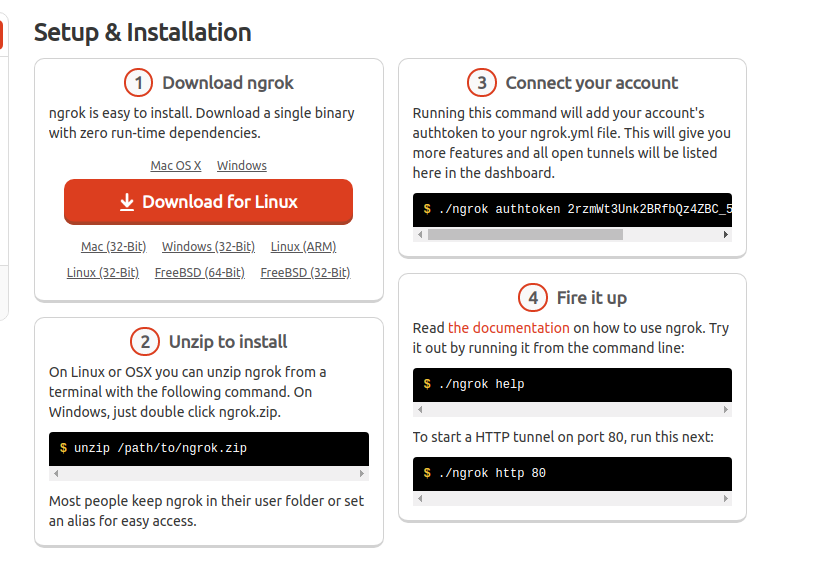 Setup & Installation
1 Download ngrok
ngrok is easy to install. Download a single binary
with zero run-time dependencies.
Mac OS X Windows
Download for Linux
Mac (32-Bit) Windows (32-Bit) Linux (ARM)
Linux (32-Bit) FreeBSD (64-Bit) FreeBSD (32-Bit)
2 Unzip to install
On Linux or OSX you can unzip ngrok from a
terminal with the following command. On
Windows, just double click ngrok.zip.
$ unzip /path/to/ngrok.zip
Most people keep ngrok in their user folder or set
an alias for easy access.
3 Connect your account
Running this command will add your account's
authtoken to your ngrok.yml file. This will give you
more features and all open tunnels will be listed
here in the dashboard.
$ ./ngrok authtoken 2rzmWt3Unk2BRfbQz4ZBC_5
4 Fire it up
Read the documentation on how to use ngrok. Try
it out by running it from the command line:
$ ./ngrok help
To start a HTTP tunnel on port 80, run this next:
$ ./ngrok http 80